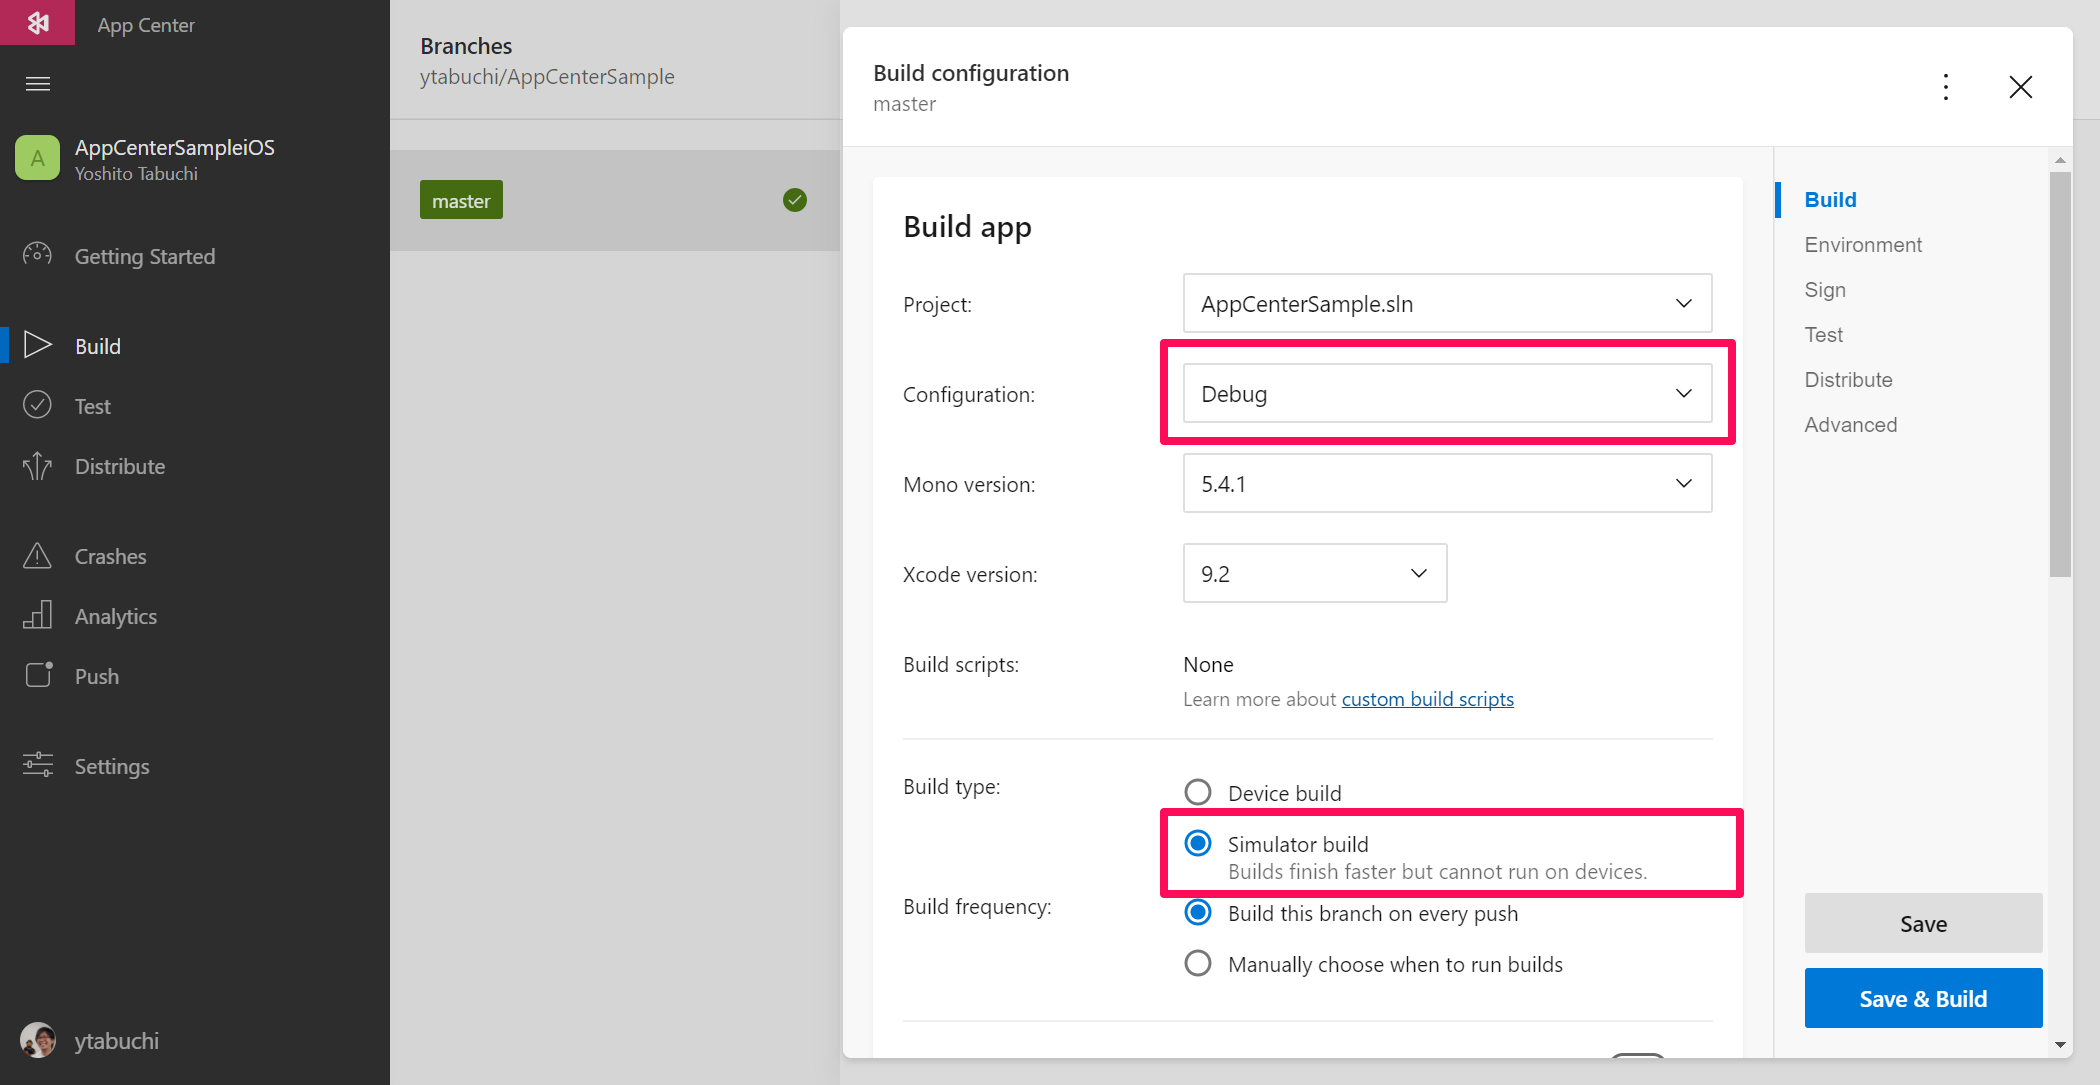 App Center
A
AppCenterSampleiOS
Yoshito Tabuchi
Getting Started
Build
Test
Distribute
Crashes
Analytics
Push
Settings
ytabuchi
Branches
ytabuchi/AppCenterSample
master
Build configuration
master
Build app
Project:
AppCenterSample.sln
Configuration:
Debug
Mono version:
5.4.1
Xcode version:
9.2
Build scripts:
None
Learn more about custom build scripts
Build type:
Device build
Simulator build
Builds finish faster but cannot run on devices.
Build frequency:
Build this branch on every push
Manually choose when to run builds
Build
Environment
Sign
Test
Distribute
Advanced
Save
Save & Build